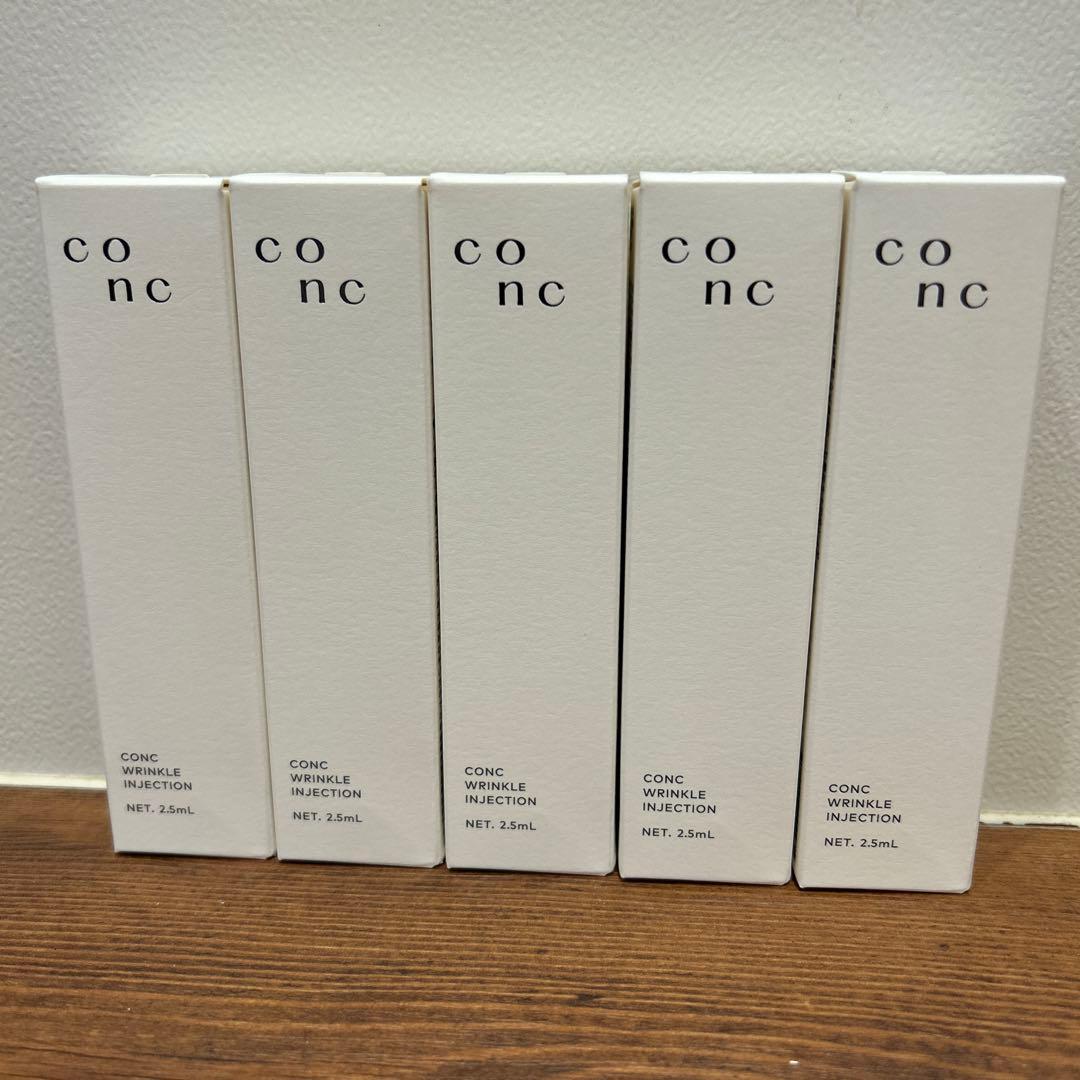 co
nc
CONC
WRINKLE
INJECTION
NET. 2.5mL
co
nc
CONC
WRINKLE
INJECTION
NET. 2.5mL
co
nc
CONC
WRINKLE
INJECTION
NET. 2.5mL
co
nc
CONC
WRINKLE
INJECTION
NET. 2.5mL
co
nc
CONC
WRINKLE
INJECTION
NET. 2.5mL